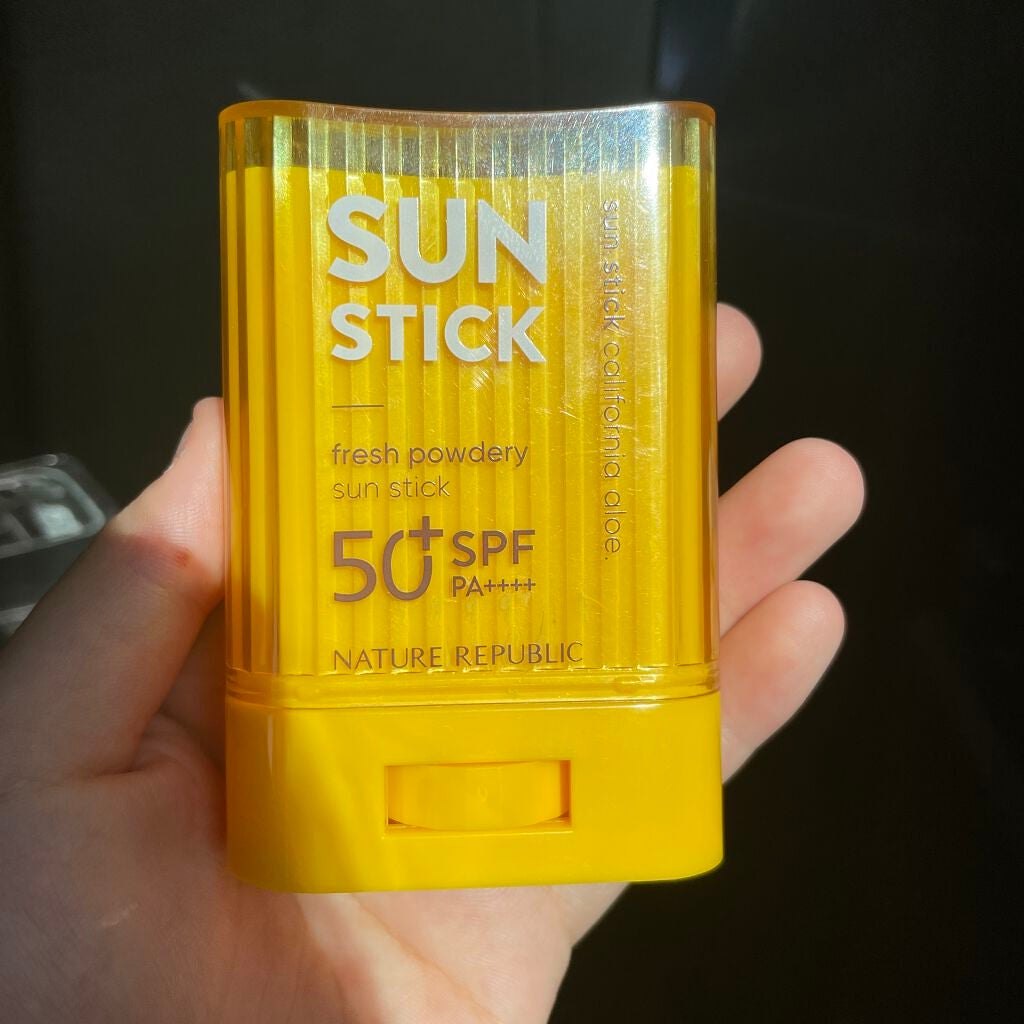 SUN
STICK
fresh powdery
sun stick
50+ SPF
PA++++
NATURE REPUBLIC
sun stick california aloe.